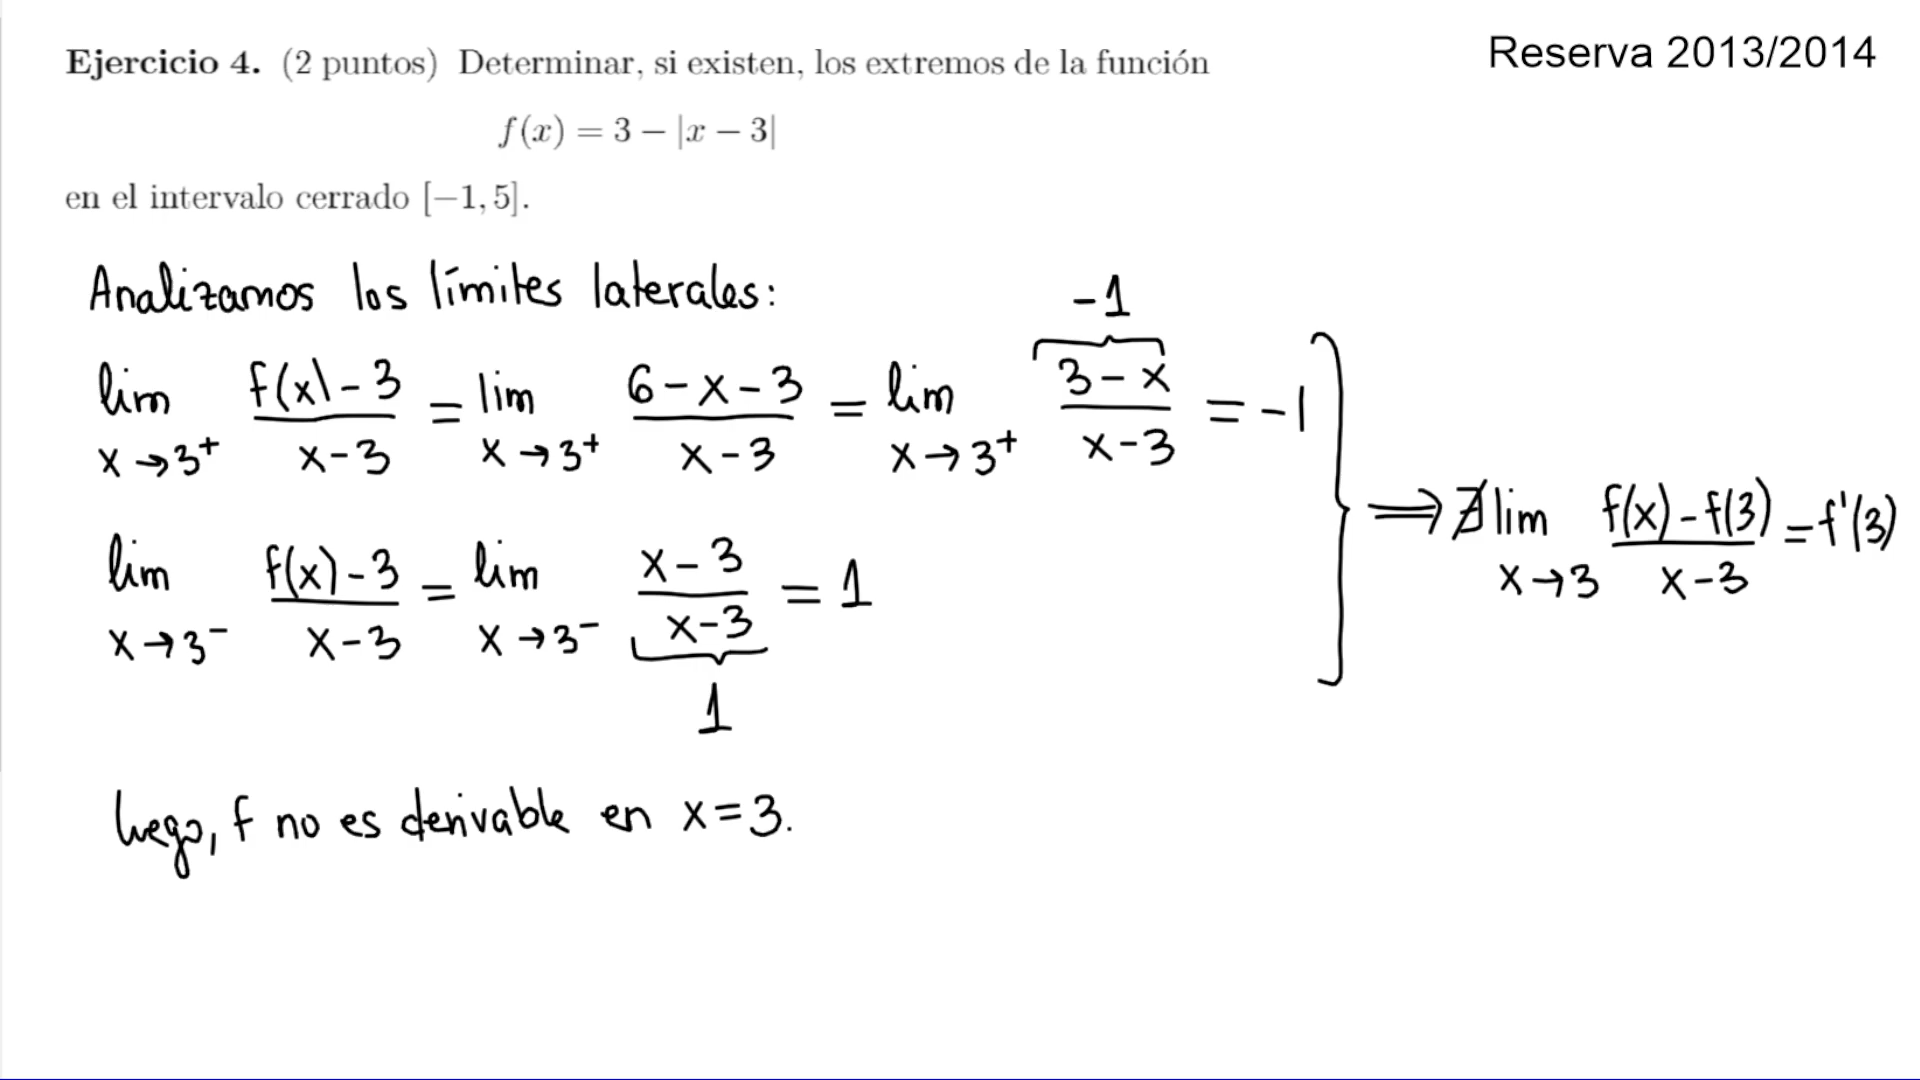 Ejercicio 4. (2 puntos) Determinar, si existen, los extremos de la función
Reserva 2013/2014
f(x) = 3 − |x − 3|
en el intervalo cerrado [−1, 5].
Analizamos los límites laterales:
-1
lim f(x)-3 = lim 6-x-3 = lim 3-x = -1
x→3⁺ x-3 x→3⁺ x-3 x→3⁺ x-3
⟹ ∄ lim f(x)-f(3) = f'(3)
x→3 x-3
lim f(x)-3 = lim x-3 = 1
x→3⁻ x-3 x→3⁻ x-3
1
luego, f no es derivable en x=3.